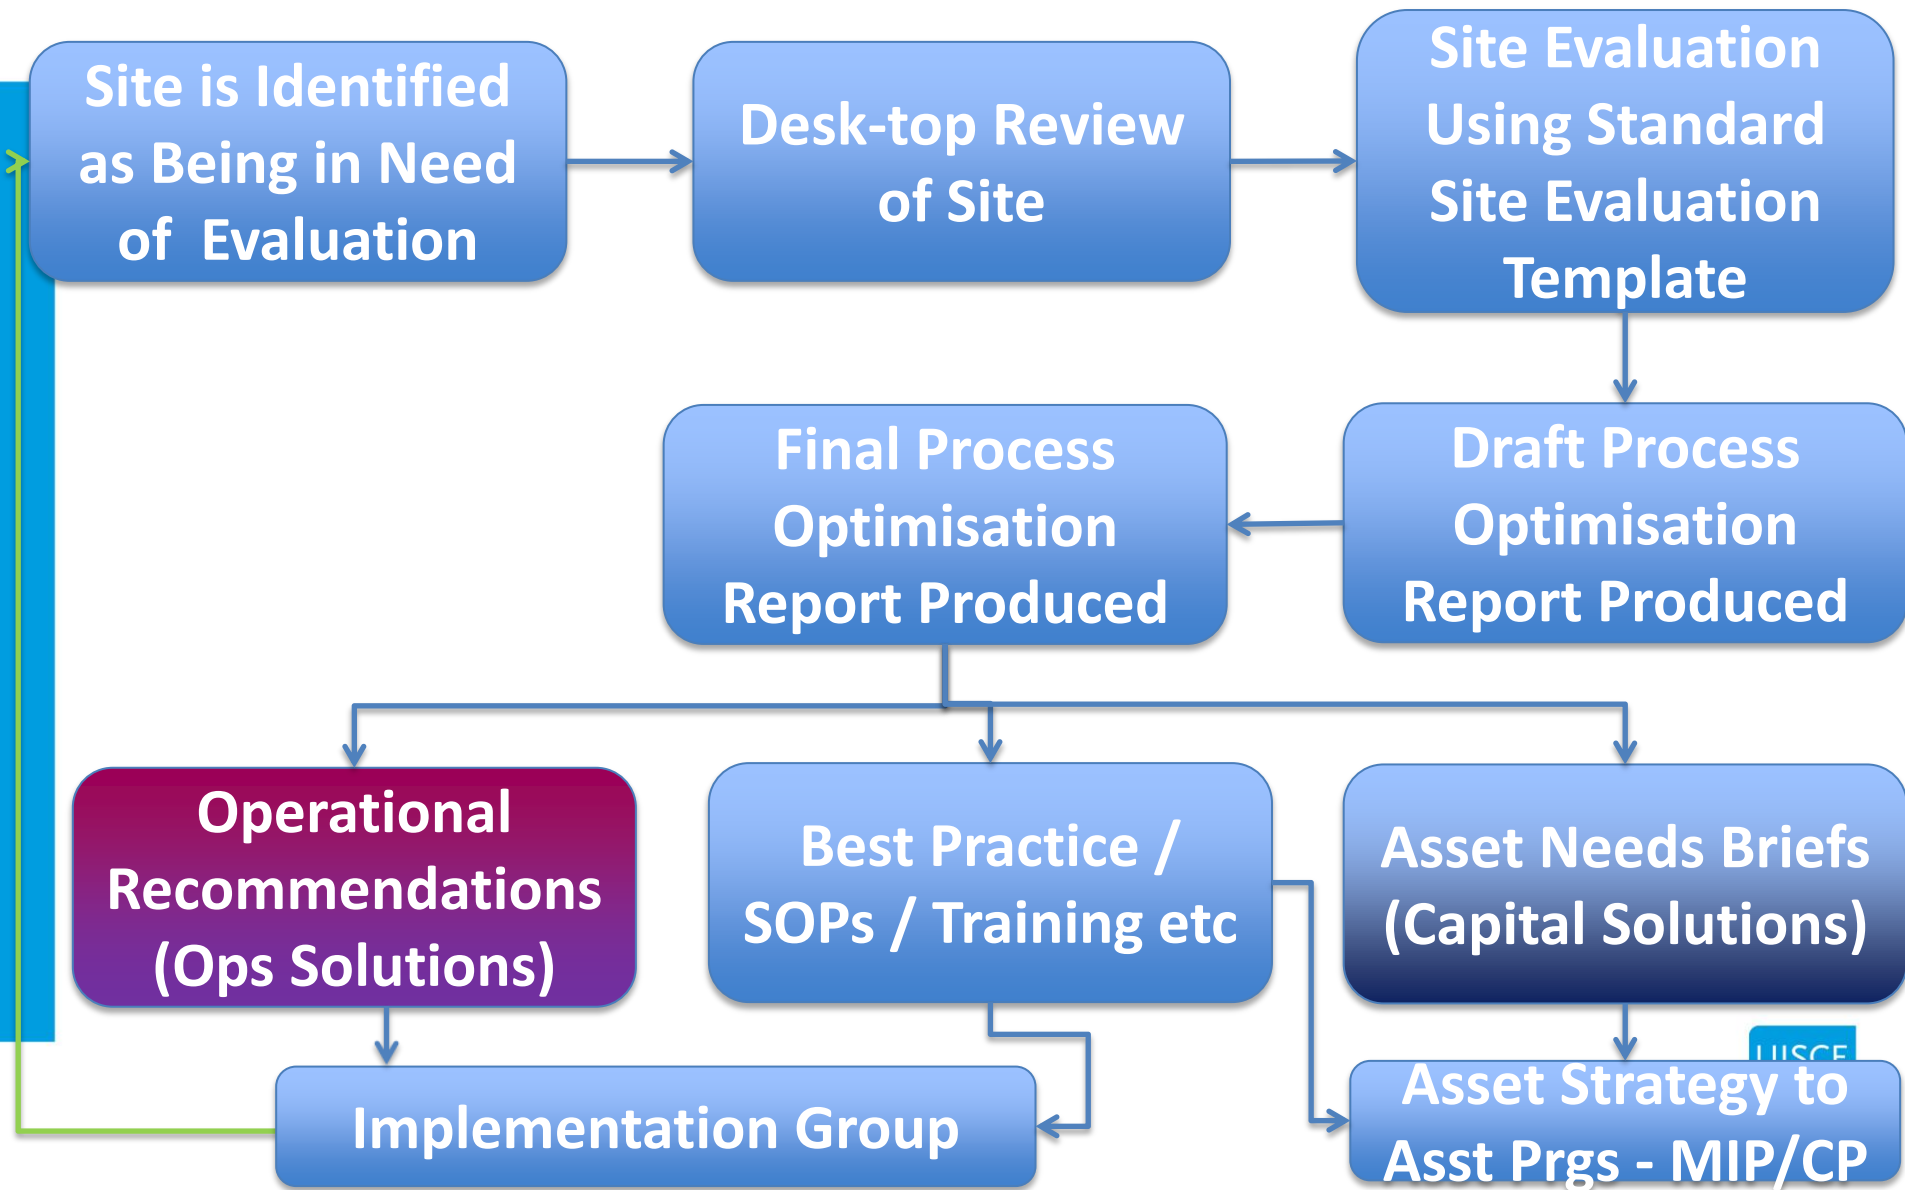 Site is Identified
as Being in Need
of Evaluation
Desk-top Review
of Site
Site Evaluation
Using Standard
Site Evaluation
Template
Final Process
Optimisation
Report Produced
Draft Process
Optimisation
Report Produced
Operational
Recommendations
(Ops Solutions)
Best Practice /
SOPs / Training etc
Asset Needs Briefs
(Capital Solutions)
UISCE
Implementation Group
Asset Strategy to
Asst Prgs - MIP/CP